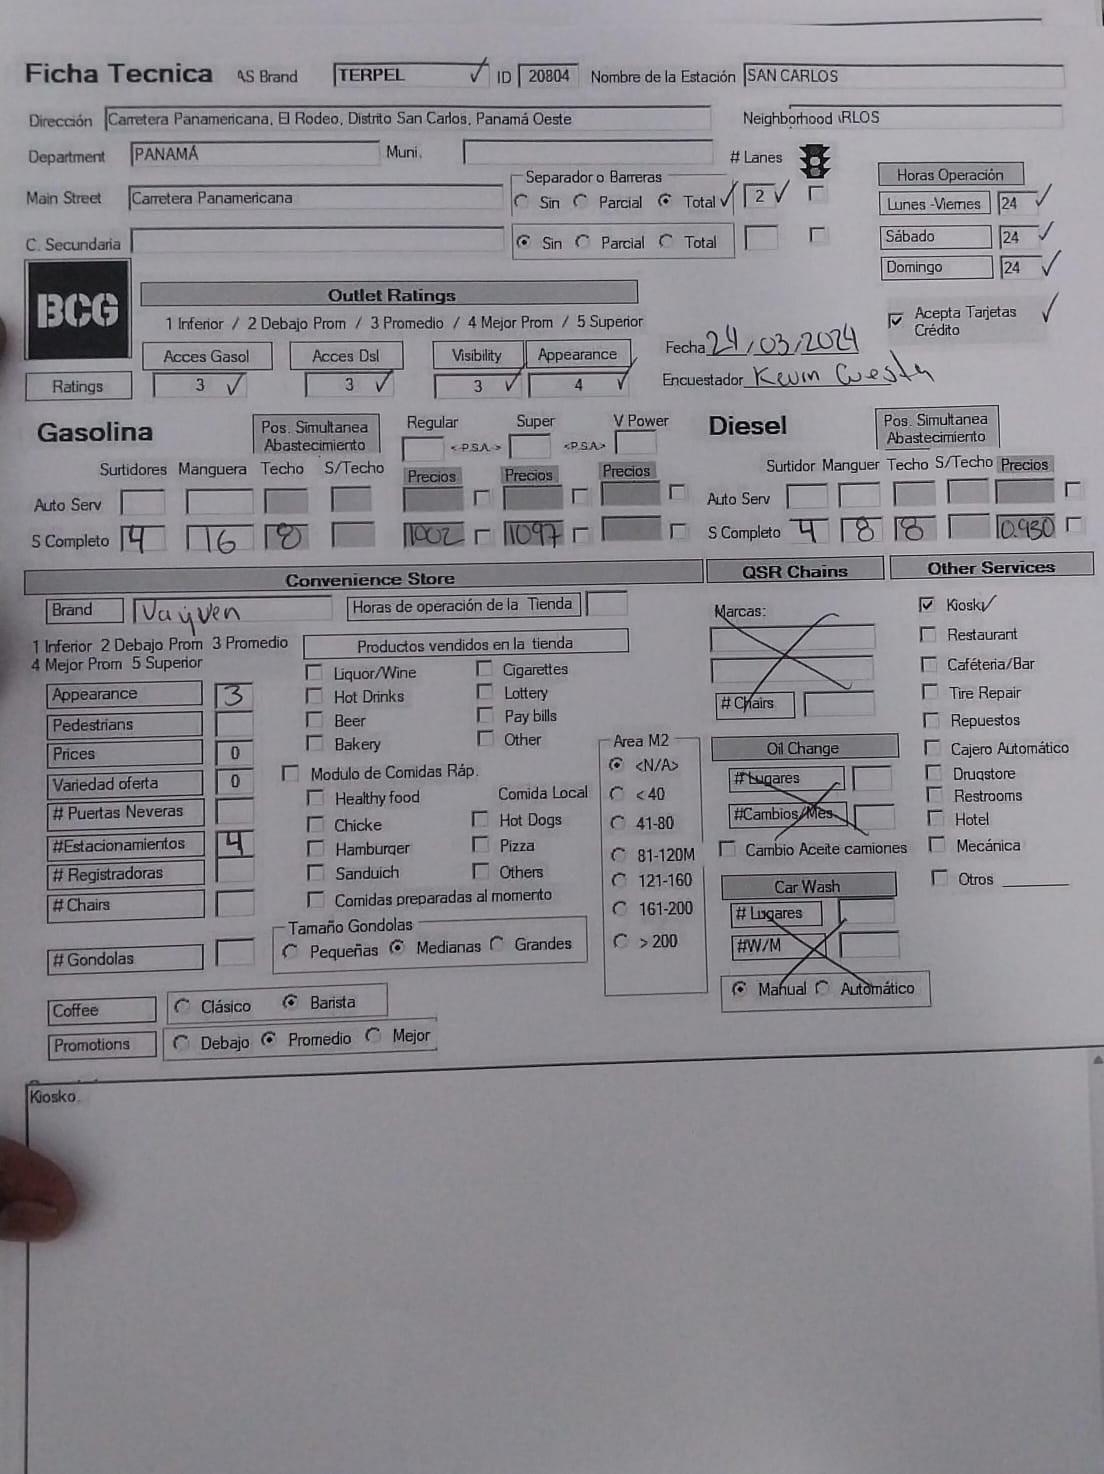 Ficha Tecnica AS Brand TERPEL ✓ ID 20804 Nombre de la Estación SAN CARLOS
Dirección Carretera Panamericana, El Rodeo, Distrito San Carlos, Panamá Oeste Neighborhood RLOS
Department PANAMÁ Muni. # Lanes
Separador o Barreras
Horas Operación
Main Street Carretera Panamericana Sin Parcial Total ✓ 2 ✓
Lunes -Viernes 24 ✓
C. Secundaria Sin Parcial Total
Sábado 24 ✓
Domingo 24 ✓
BCG
Outlet Ratings
1 Inferior / 2 Debajo Prom / 3 Promedio / 4 Mejor Prom / 5 Superior
Acepta Tarjetas ✓
Crédito
Acces Gasol Acces Dsl Visibility Appearance
Fecha 24/03/2024
Ratings 3 ✓ 3 ✓ 3 ✓ 4 ✓
Encuestador Kevin Cuesta
Gasolina
Pos. Simultanea
Abastecimiento
Regular Super V Power
<-P.S.A.-> <P.S.A>
Surtidores Manguera Techo S/Techo Precios Precios Precios
Auto Serv
S Completo 4 16 8 1002 1097
Diesel
Pos. Simultanea
Abastecimiento
Surtidor Manguer Techo S/Techo Precios
Auto Serv
S Completo 4 8 8 0.930
Convenience Store
Brand Va y ven Horas de operación de la Tienda
1 Inferior 2 Debajo Prom 3 Promedio
4 Mejor Prom 5 Superior
Appearance 3
Pedestrians
Prices 0
Variedad oferta 0
# Puertas Neveras
#Estacionamientos 4
# Registradoras
# Chairs
# Gondolas
Coffee Clásico Barista
Promotions Debajo Promedio Mejor
Productos vendidos en la tienda
Liquor/Wine Cigarettes
Hot Drinks Lottery
Beer Pay bills
Bakery Other
Modulo de Comidas Ráp.
Healthy food Comida Local
Chicke Hot Dogs
Hamburger Pizza
Sanduich Others
Comidas preparadas al momento
Tamaño Gondolas
Pequeñas Medianas Grandes
Area M2
<N/A>
< 40
41-80
81-120M
121-160
161-200
> 200
QSR Chains
Marcas:
# Chairs
Oil Change
# Lugares
#Cambios/Mes
Cambio Aceite camiones
Car Wash
# Lugares
#W/M
Manual Automático
Other Services
Kiosk ✓
Restaurant
Caféteria/Bar
Tire Repair
Repuestos
Cajero Automático
Drugstore
Restrooms
Hotel
Mecánica
Otros
Kiosko.